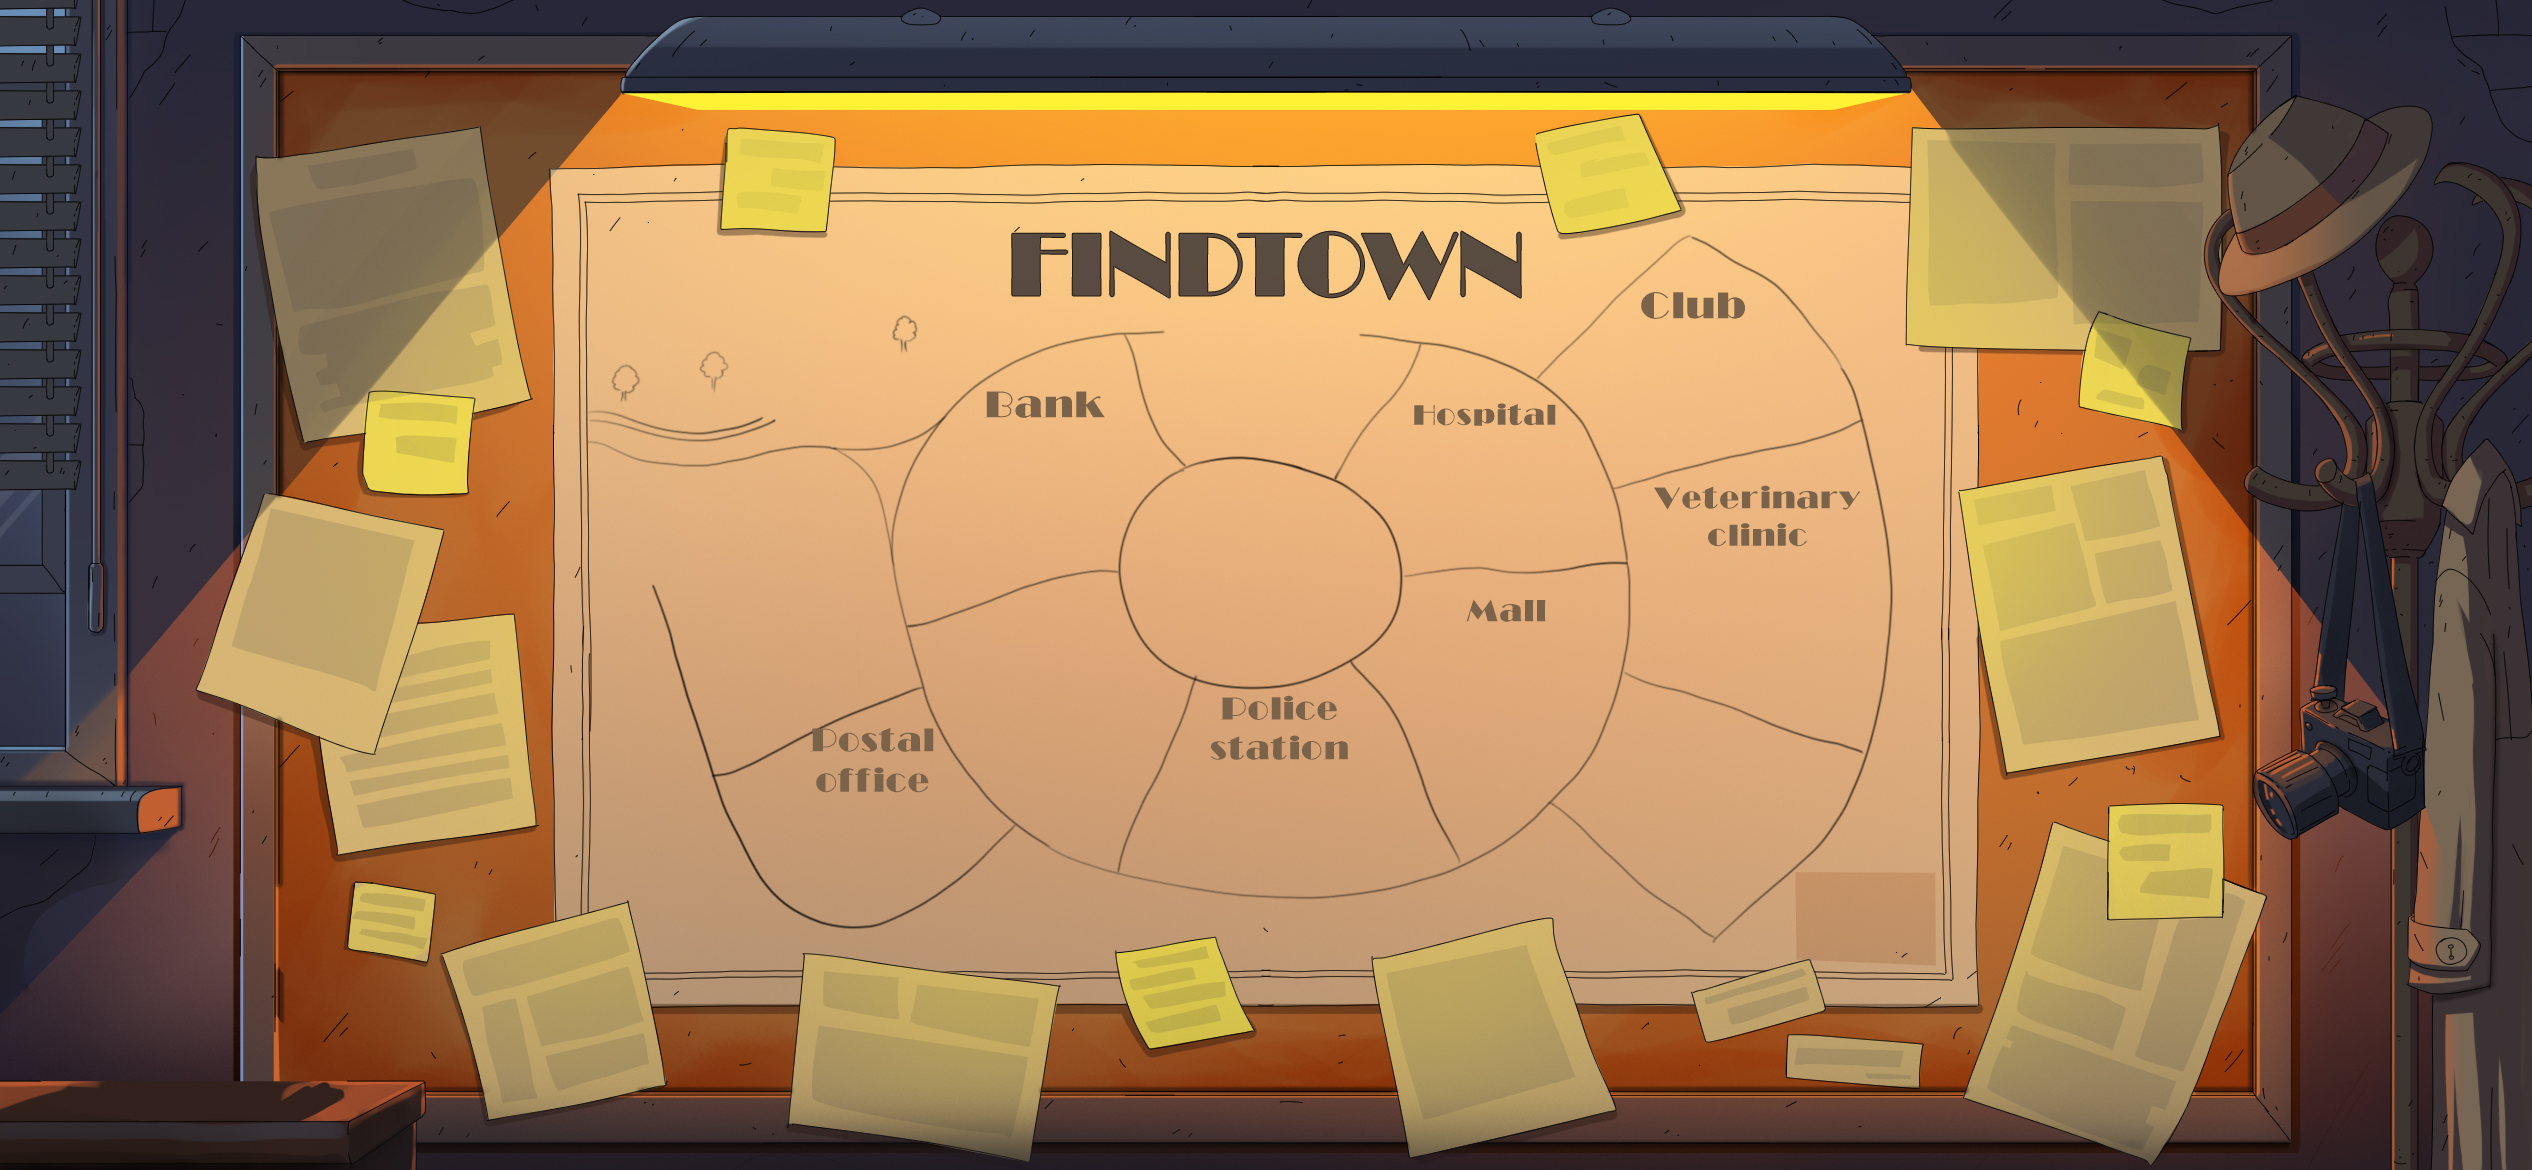 FINDTOWN
Club
Bank
Hospital
Veterinary
clinic
Mall
Police
station
Postal
office